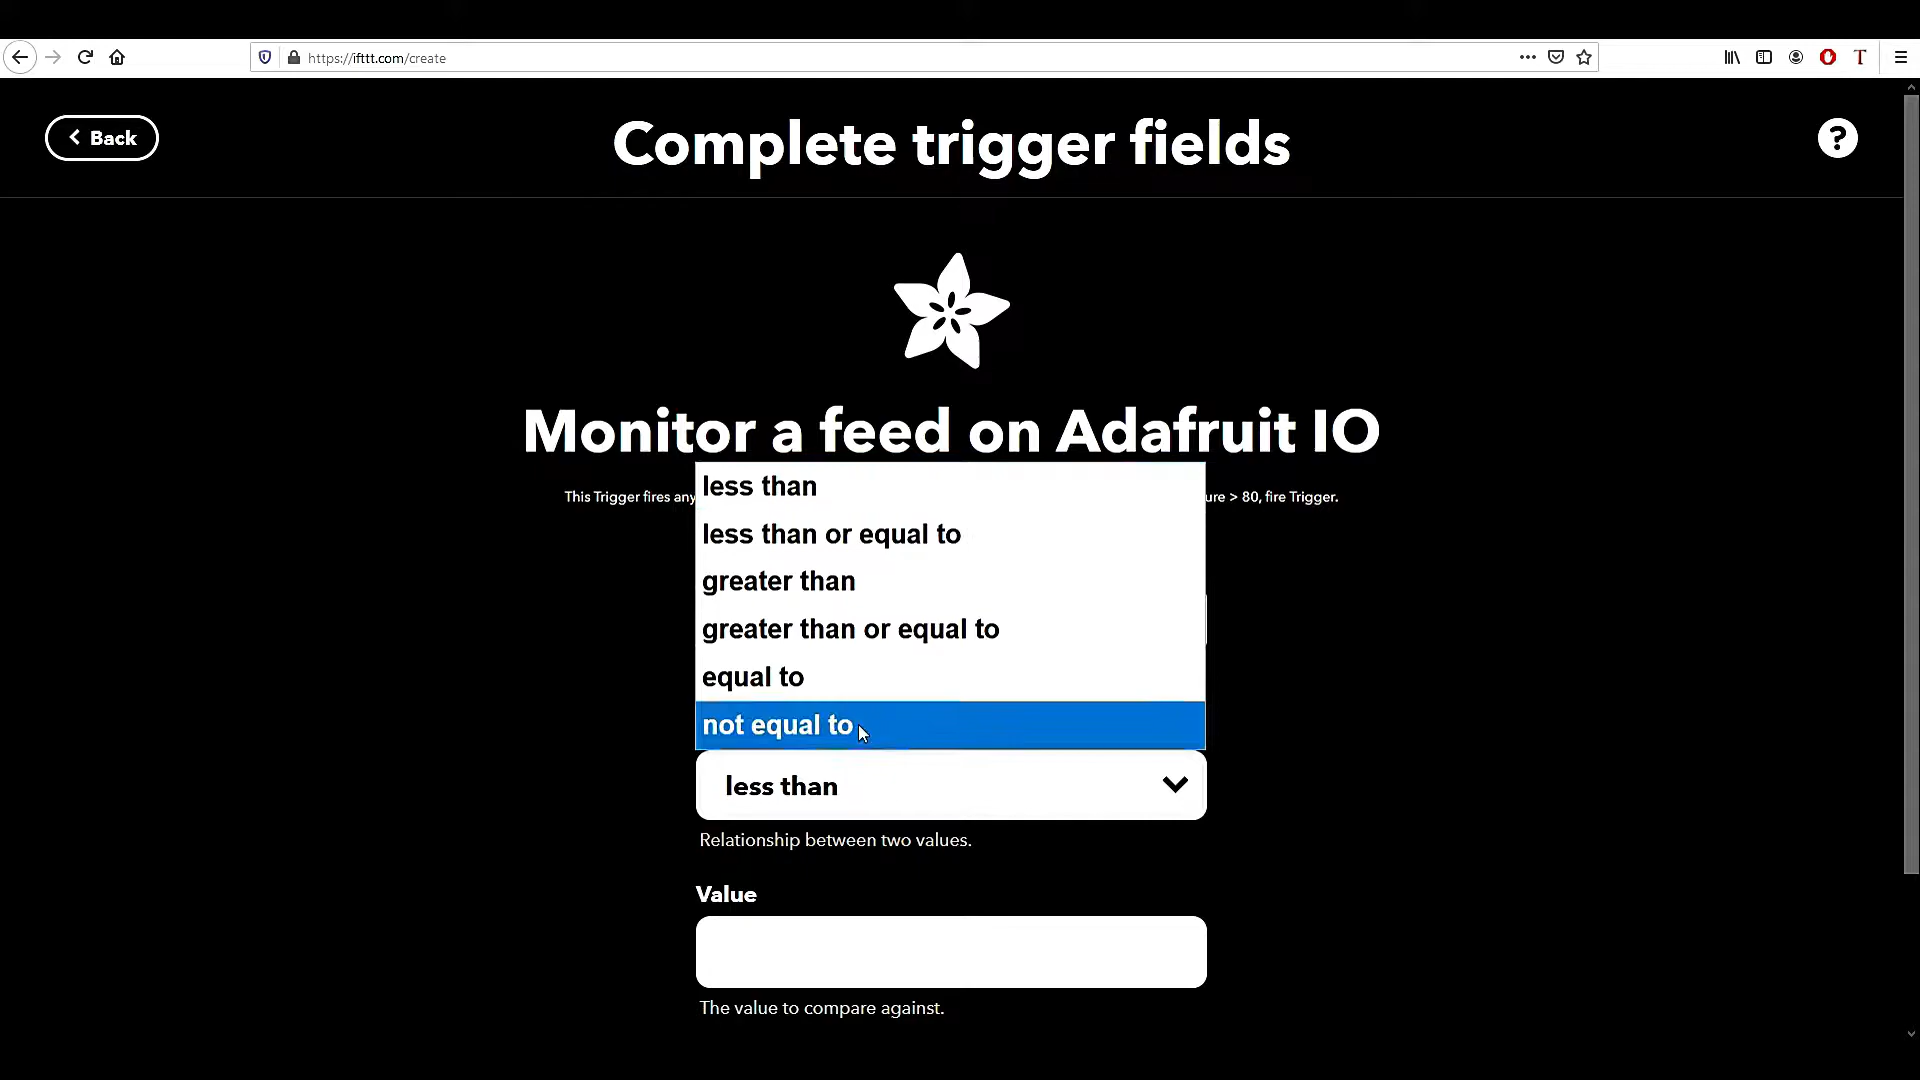 https://ifttt.com/create
T
Back
Complete trigger fields
?
Monitor a feed on Adafruit IO
This Trigger fires any ure > 80, fire Trigger.
less than
less than or equal to
greater than
greater than or equal to
equal to
not equal to
less than
Relationship between two values.
Value
The value to compare against.